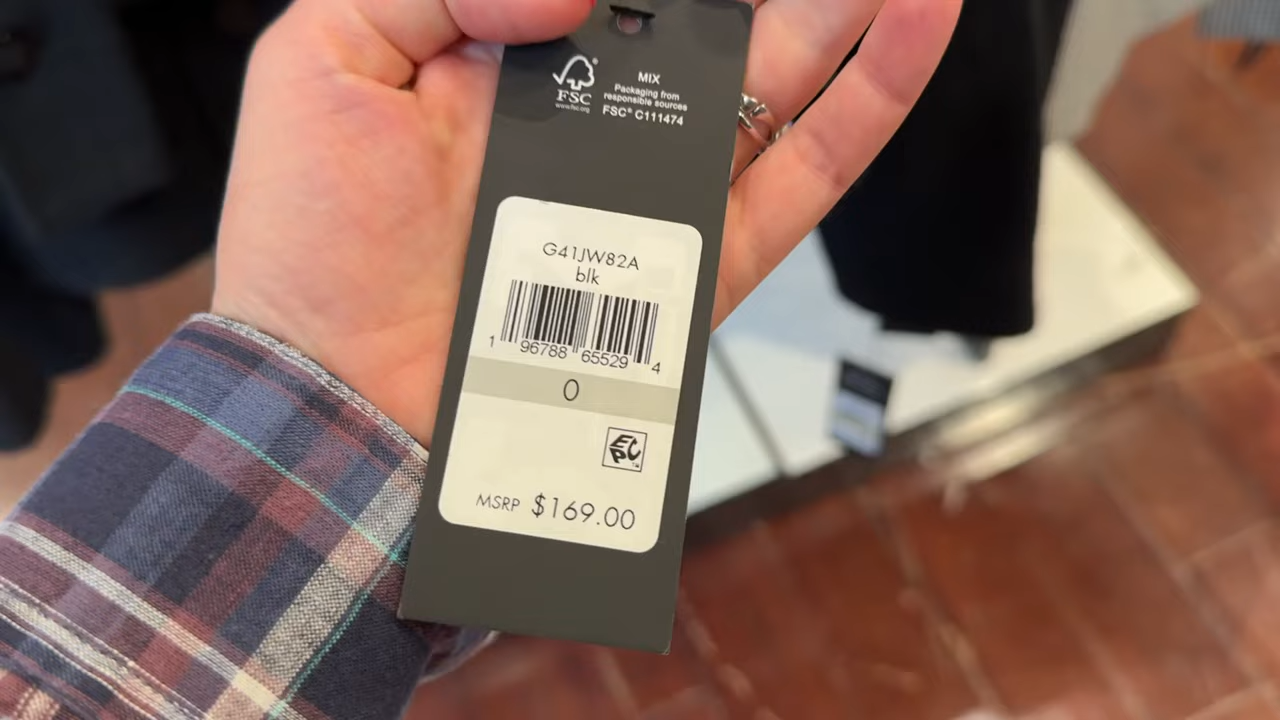 FSC®
www.fsc.org
MIX
Packaging from
responsible sources
FSC® C111474
G41JW82A
blk
1 96788 65529 4
0
EPC
MSRP $169.00